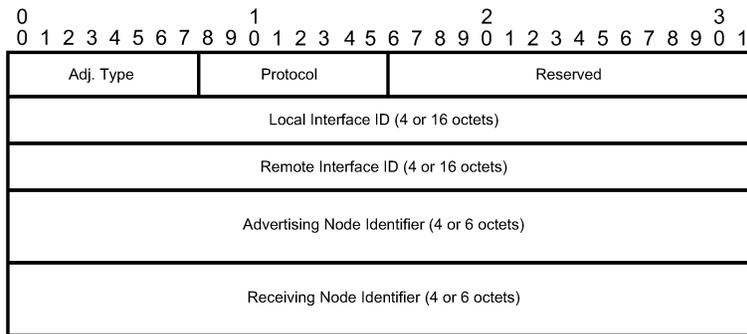 0 1 2 3
0 1 2 3 4 5 6 7 8 9 0 1 2 3 4 5 6 7 8 9 0 1 2 3 4 5 6 7 8 9 0 1
Adj. Type Protocol Reserved
Local Interface ID (4 or 16 octets)
Remote Interface ID (4 or 16 octets)
Advertising Node Identifier (4 or 6 octets)
Receiving Node Identifier (4 or 6 octets)